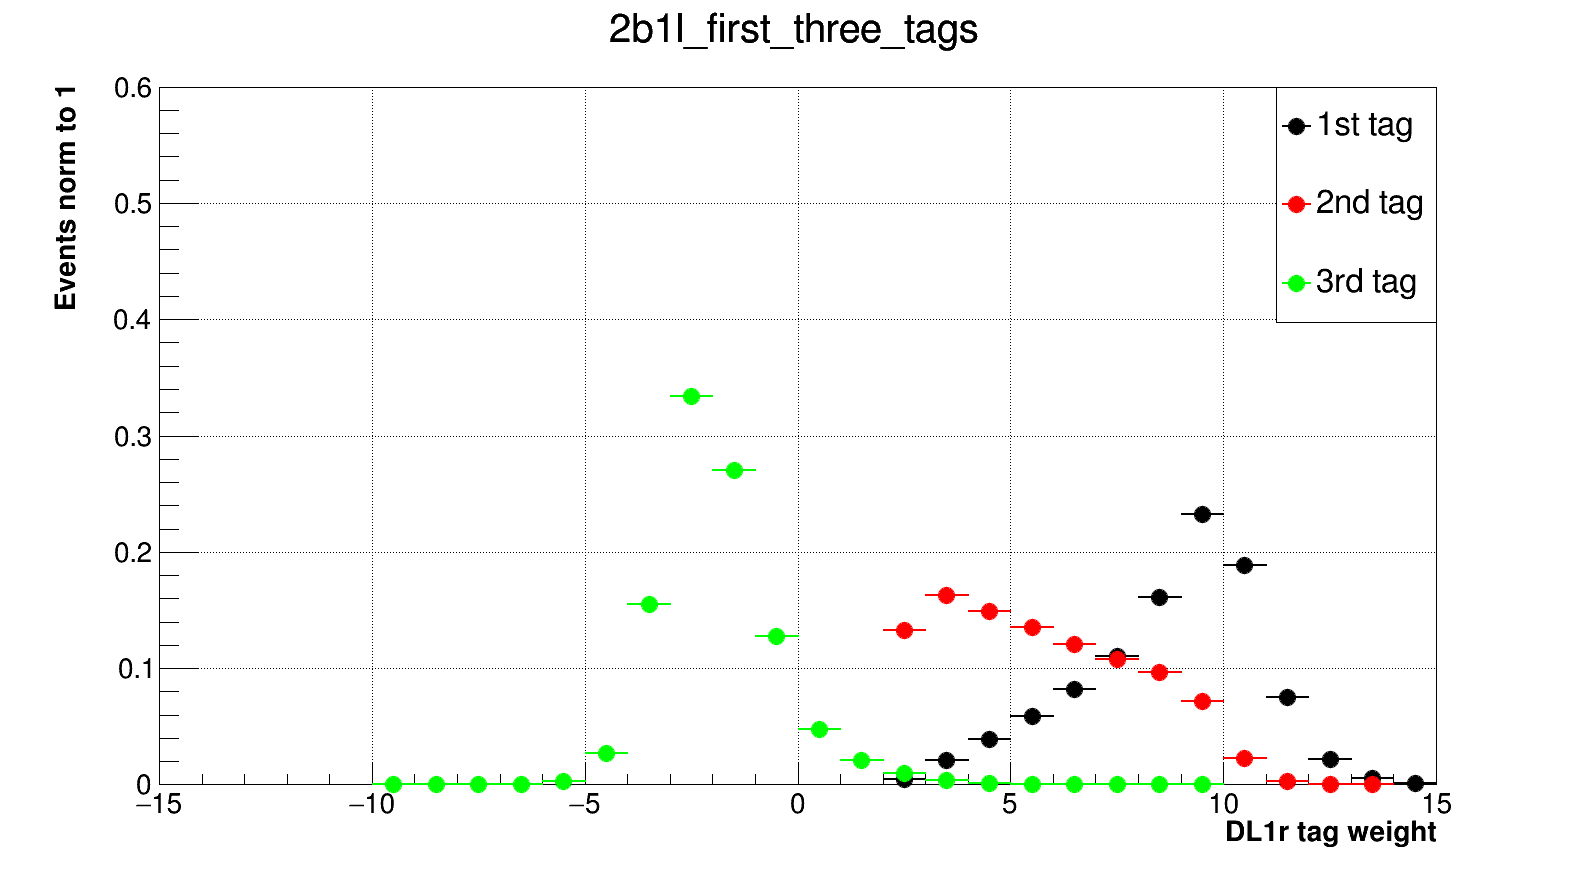 2b1l_first_three_tags
Events norm to 1
0.6
0.5
0.4
0.3
0.2
0.1
0
−15
−10
−5
0
5
10
15
DL1r tag weight
1st tag
2nd tag
3rd tag